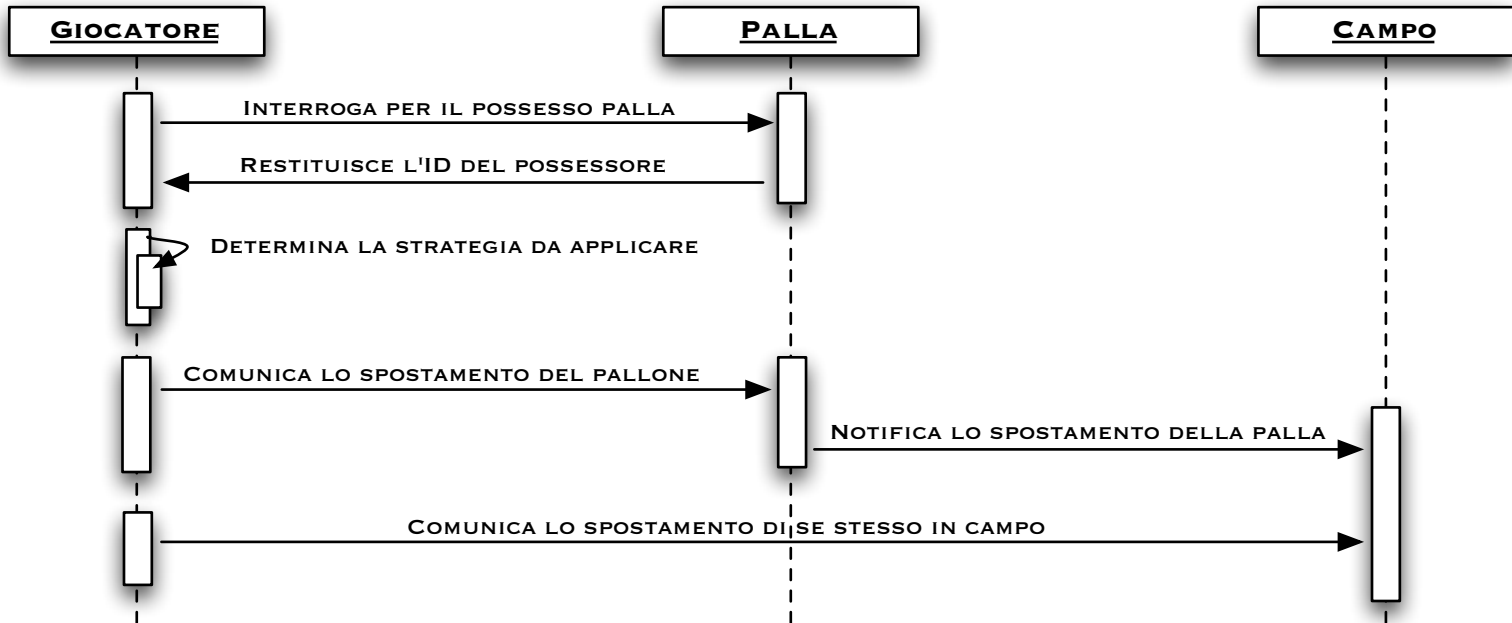 GIOCATORE
PALLA
CAMPO
INTERROGA PER IL POSSESSO PALLA
RESTITUISCE L'ID DEL POSSESSORE
DETERMINA LA STRATEGIA DA APPLICARE
COMUNICA LO SPOSTAMENTO DEL PALLONE
NOTIFICA LO SPOSTAMENTO DELLA PALLA
COMUNICA LO SPOSTAMENTO DI SE STESSO IN CAMPO